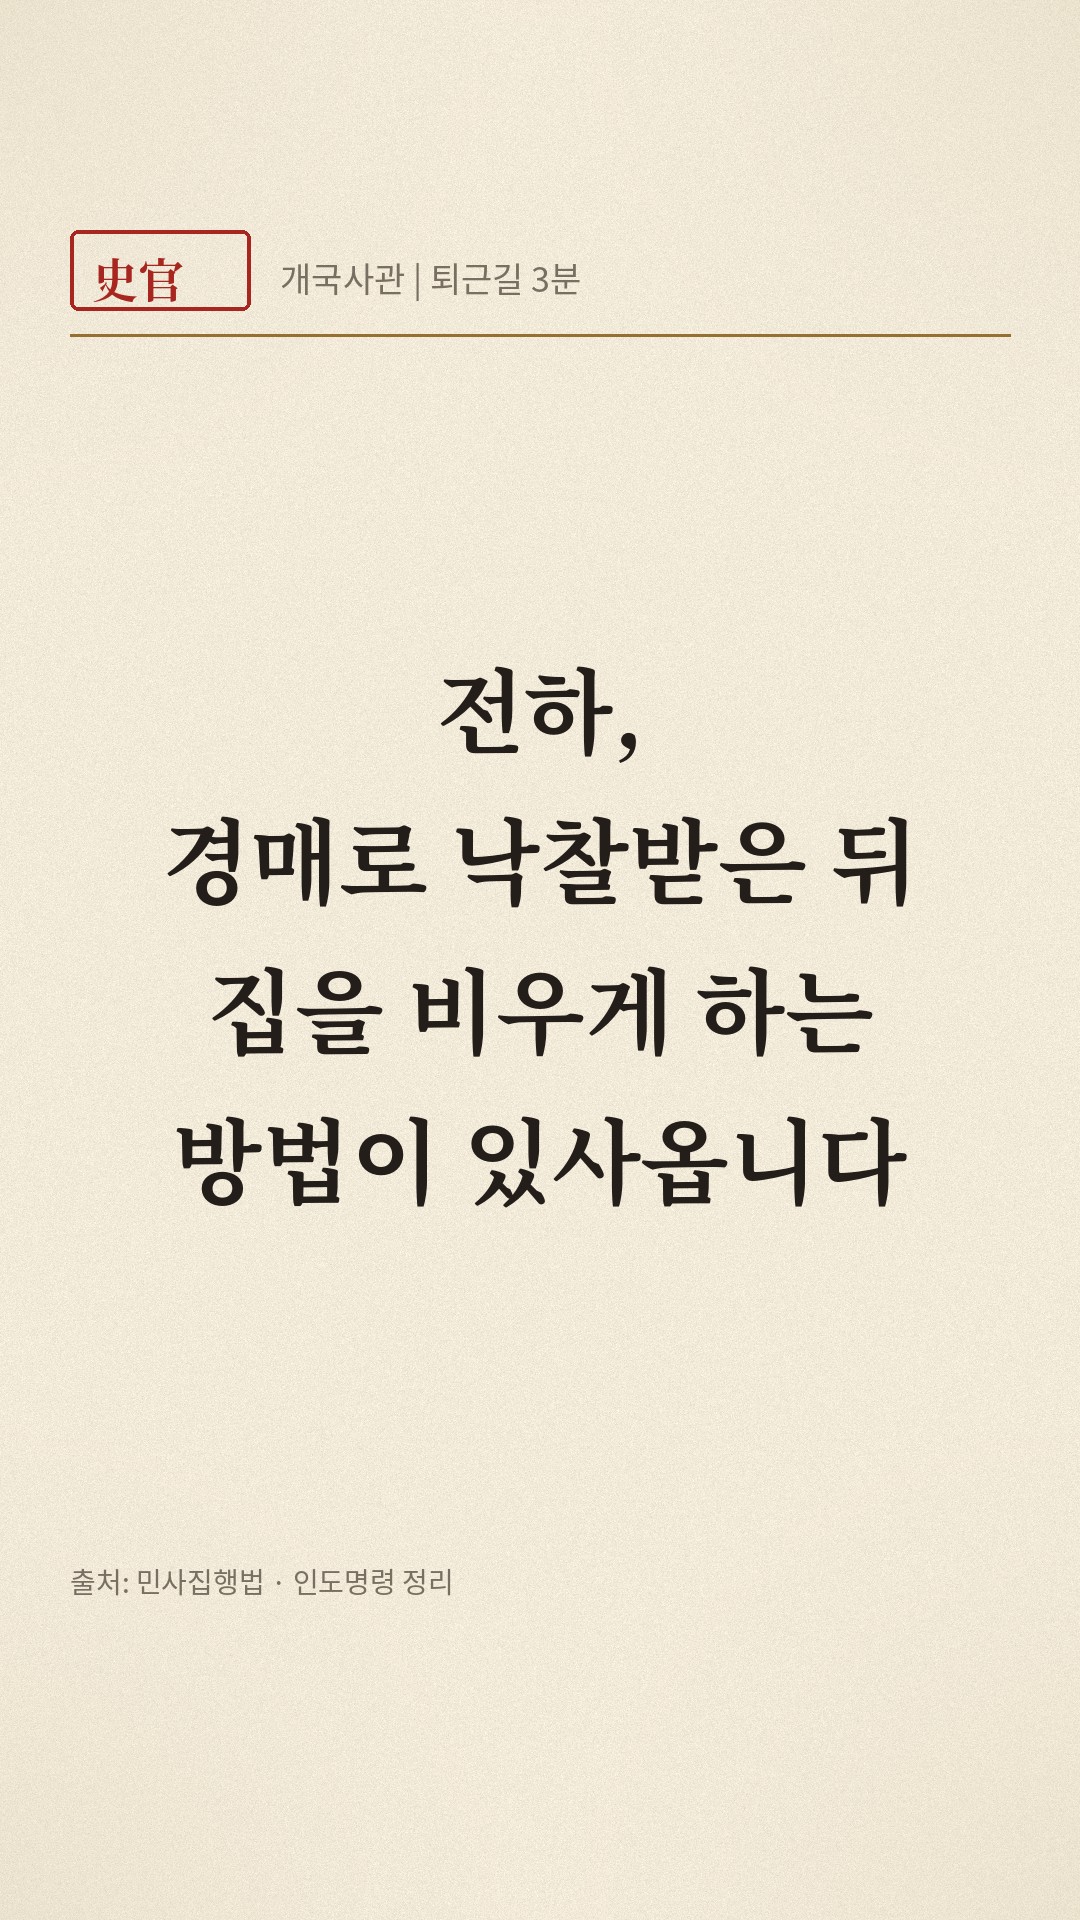 史官
개국사관 | 퇴근길 3분
전하,
경매로 낙찰받은 뒤
집을 비우게 하는
방법이 있사옵니다
출처: 민사집행법 · 인도명령 정리